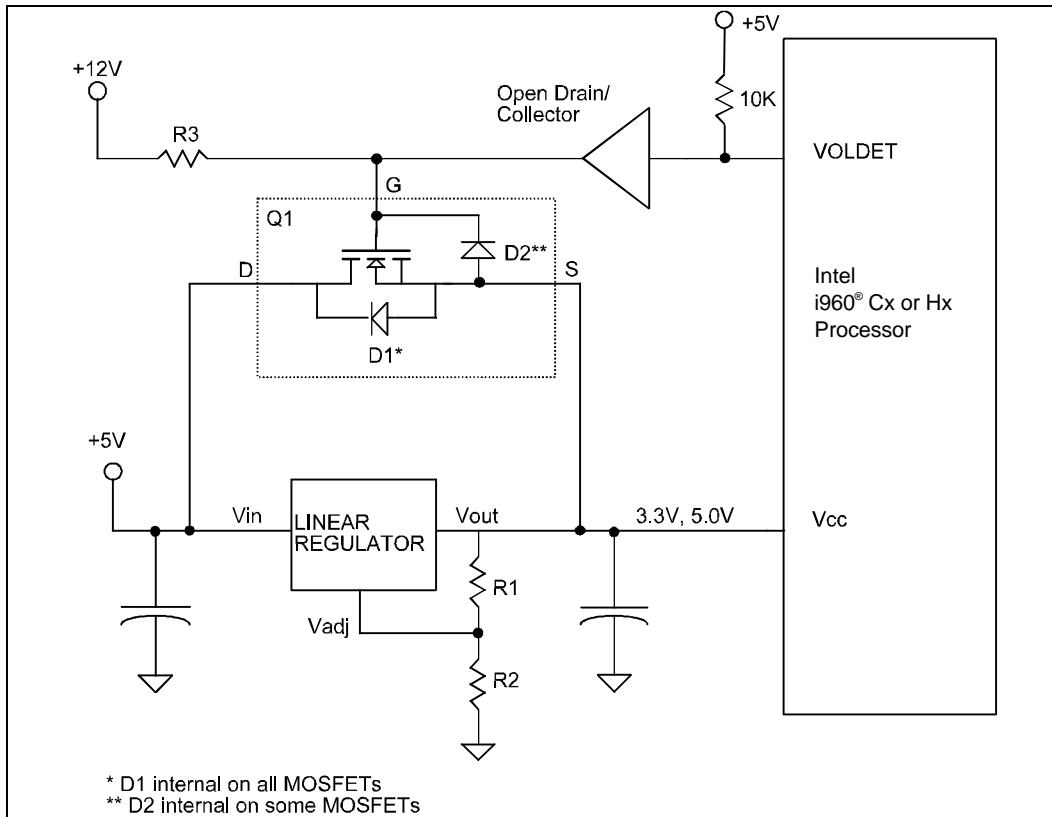 +5V
+12V
Open Drain/
Collector
10K
R3
VOLDET
G
Q1
D2**
D
S
D1*
Intel
i960® Cx or Hx
Processor
+5V
Vin
LINEAR
REGULATOR
Vout
3.3V, 5.0V
Vcc
R1
Vadj
R2
* D1 internal on all MOSFETs
** D2 internal on some MOSFETs